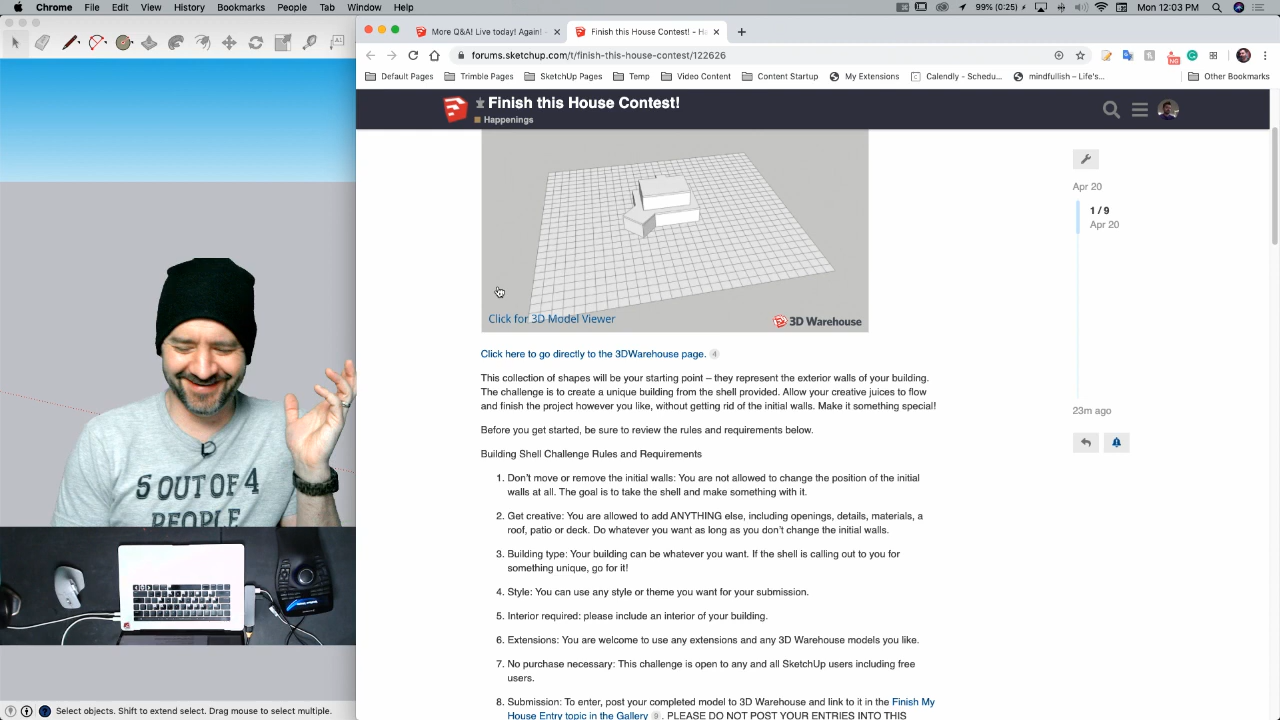 Chrome File Edit View History Bookmarks People Tab Window Help
99% (0:25) Mon Apr 27 12:03 PM
More Q&A! Live today! Again! - × Finish this House Contest! - H × +
forums.sketchup.com/t/finish-this-house-contest/122626
Default Pages Trimble Pages SketchUp Pages Temp Video Content Content Startup My Extensions Calendly - Schedu... mindfullish – Life's... Other Bookmarks
Finish this House Contest!
Happenings
Click for 3D Model Viewer
3D Warehouse
Click here to go directly to the 3DWarehouse page. 4
This collection of shapes will be your starting point – they represent the exterior walls of your building.
The challenge is to create a unique building from the shell provided. Allow your creative juices to flow
and finish the project however you like, without getting rid of the initial walls. Make it something special!
Before you get started, be sure to review the rules and requirements below.
Building Shell Challenge Rules and Requirements
1. Don't move or remove the initial walls: You are not allowed to change the position of the initial
walls at all. The goal is to take the shell and make something with it.
2. Get creative: You are allowed to add ANYTHING else, including openings, details, materials, a
roof, patio or deck. Do whatever you want as long as you don't change the initial walls.
3. Building type: Your building can be whatever you want. If the shell is calling out to you for
something unique, go for it!
4. Style: You can use any style or theme you want for your submission.
5. Interior required: please include an interior of your building.
6. Extensions: You are welcome to use any extensions and any 3D Warehouse models you like.
7. No purchase necessary: This challenge is open to any and all SketchUp users including free
users.
8. Submission: To enter, post your completed model to 3D Warehouse and link to it in the Finish My
House Entry topic in the Gallery 9. PLEASE DO NOT POST YOUR ENTRIES INTO THIS
Apr 20
1 / 9
Apr 20
23m ago
5 OUT OF 4
PEOPLE
Select objects. Shift to extend select. Drag mouse to select multiple.